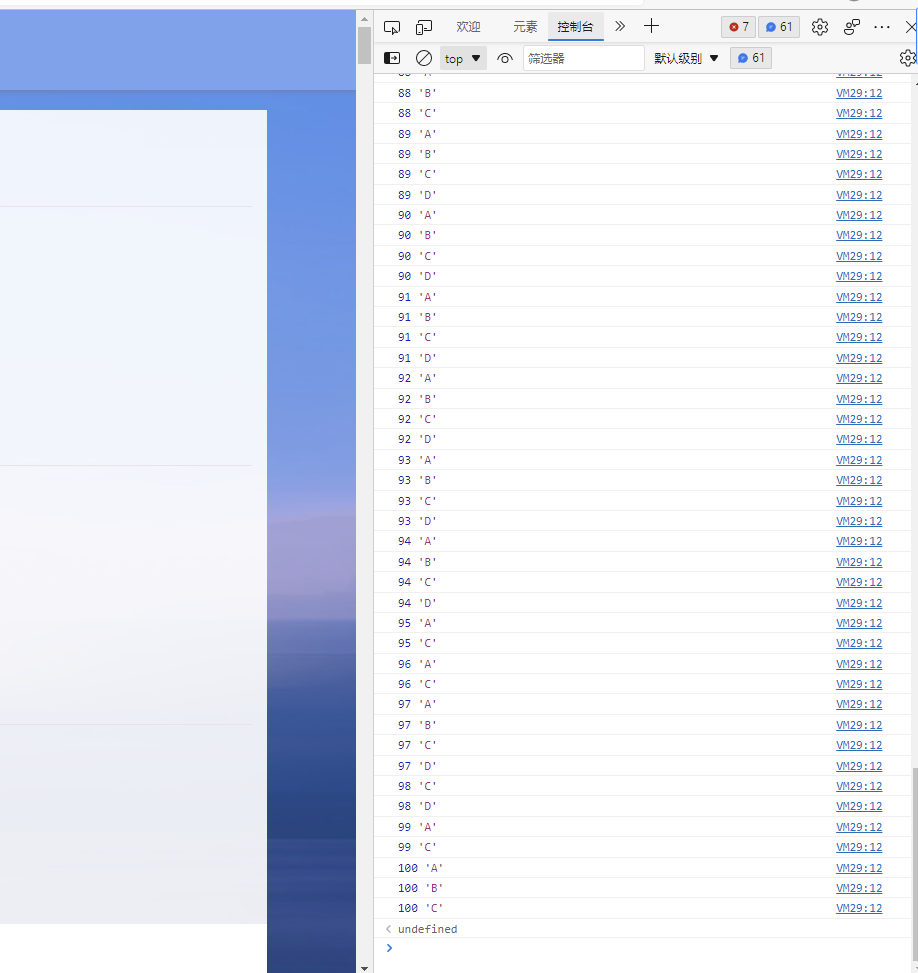 欢迎 元素 控制台 7 61
top 筛选器 默认级别 61
88 'B' VM29:12
88 'C' VM29:12
89 'A' VM29:12
89 'B' VM29:12
89 'C' VM29:12
89 'D' VM29:12
90 'A' VM29:12
90 'B' VM29:12
90 'C' VM29:12
90 'D' VM29:12
91 'A' VM29:12
91 'B' VM29:12
91 'C' VM29:12
91 'D' VM29:12
92 'A' VM29:12
92 'B' VM29:12
92 'C' VM29:12
92 'D' VM29:12
93 'A' VM29:12
93 'B' VM29:12
93 'C' VM29:12
93 'D' VM29:12
94 'A' VM29:12
94 'B' VM29:12
94 'C' VM29:12
94 'D' VM29:12
95 'A' VM29:12
95 'C' VM29:12
96 'A' VM29:12
96 'C' VM29:12
97 'A' VM29:12
97 'B' VM29:12
97 'C' VM29:12
97 'D' VM29:12
98 'C' VM29:12
98 'D' VM29:12
99 'A' VM29:12
99 'C' VM29:12
100 'A' VM29:12
100 'B' VM29:12
100 'C' VM29:12
undefined